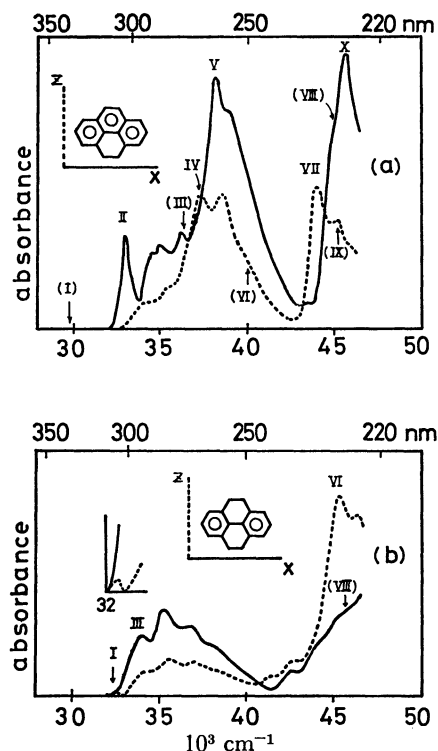 350 300 250 220 nm
absorbance
Z
X
(I)
II
(III)
IV
V
(VI)
VII
(VIII)
(IX)
X
(a)
30 35 40 45 50
350 300 250 220 nm
absorbance
Z
X
32
I
III
VI
(VIII)
(b)
30 35 40 45 50
10³ cm⁻¹